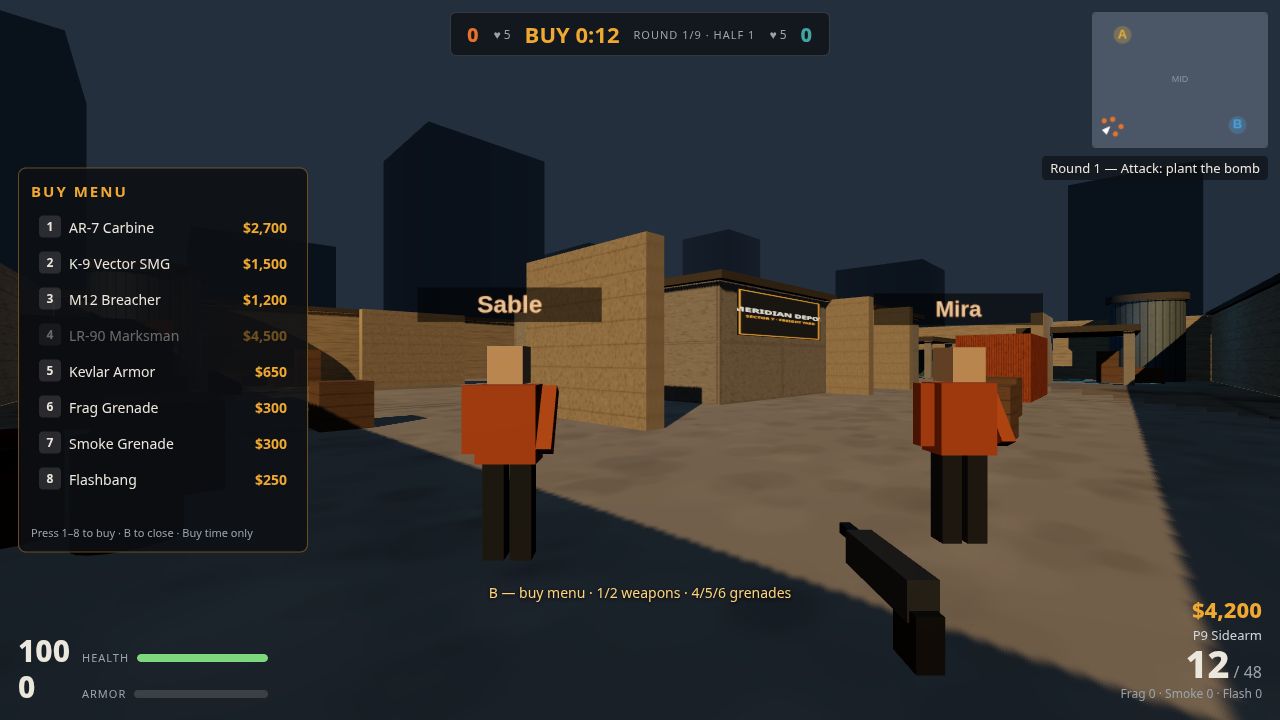 0 ♥ 5 BUY 0:12 ROUND 1/9 · HALF 1 ♥ 5 0
A
MID
B
Round 1 — Attack: plant the bomb
BUY MENU
1 AR-7 Carbine $2,700
2 K-9 Vector SMG $1,500
3 M12 Breacher $1,200
4 LR-90 Marksman $4,500
5 Kevlar Armor $650
6 Frag Grenade $300
7 Smoke Grenade $300
8 Flashbang $250
Press 1–8 to buy · B to close · Buy time only
Sable
Mira
B — buy menu · 1/2 weapons · 4/5/6 grenades
100 HEALTH
0 ARMOR
$4,200
P9 Sidearm
12 / 48
Frag 0 · Smoke 0 · Flash 0